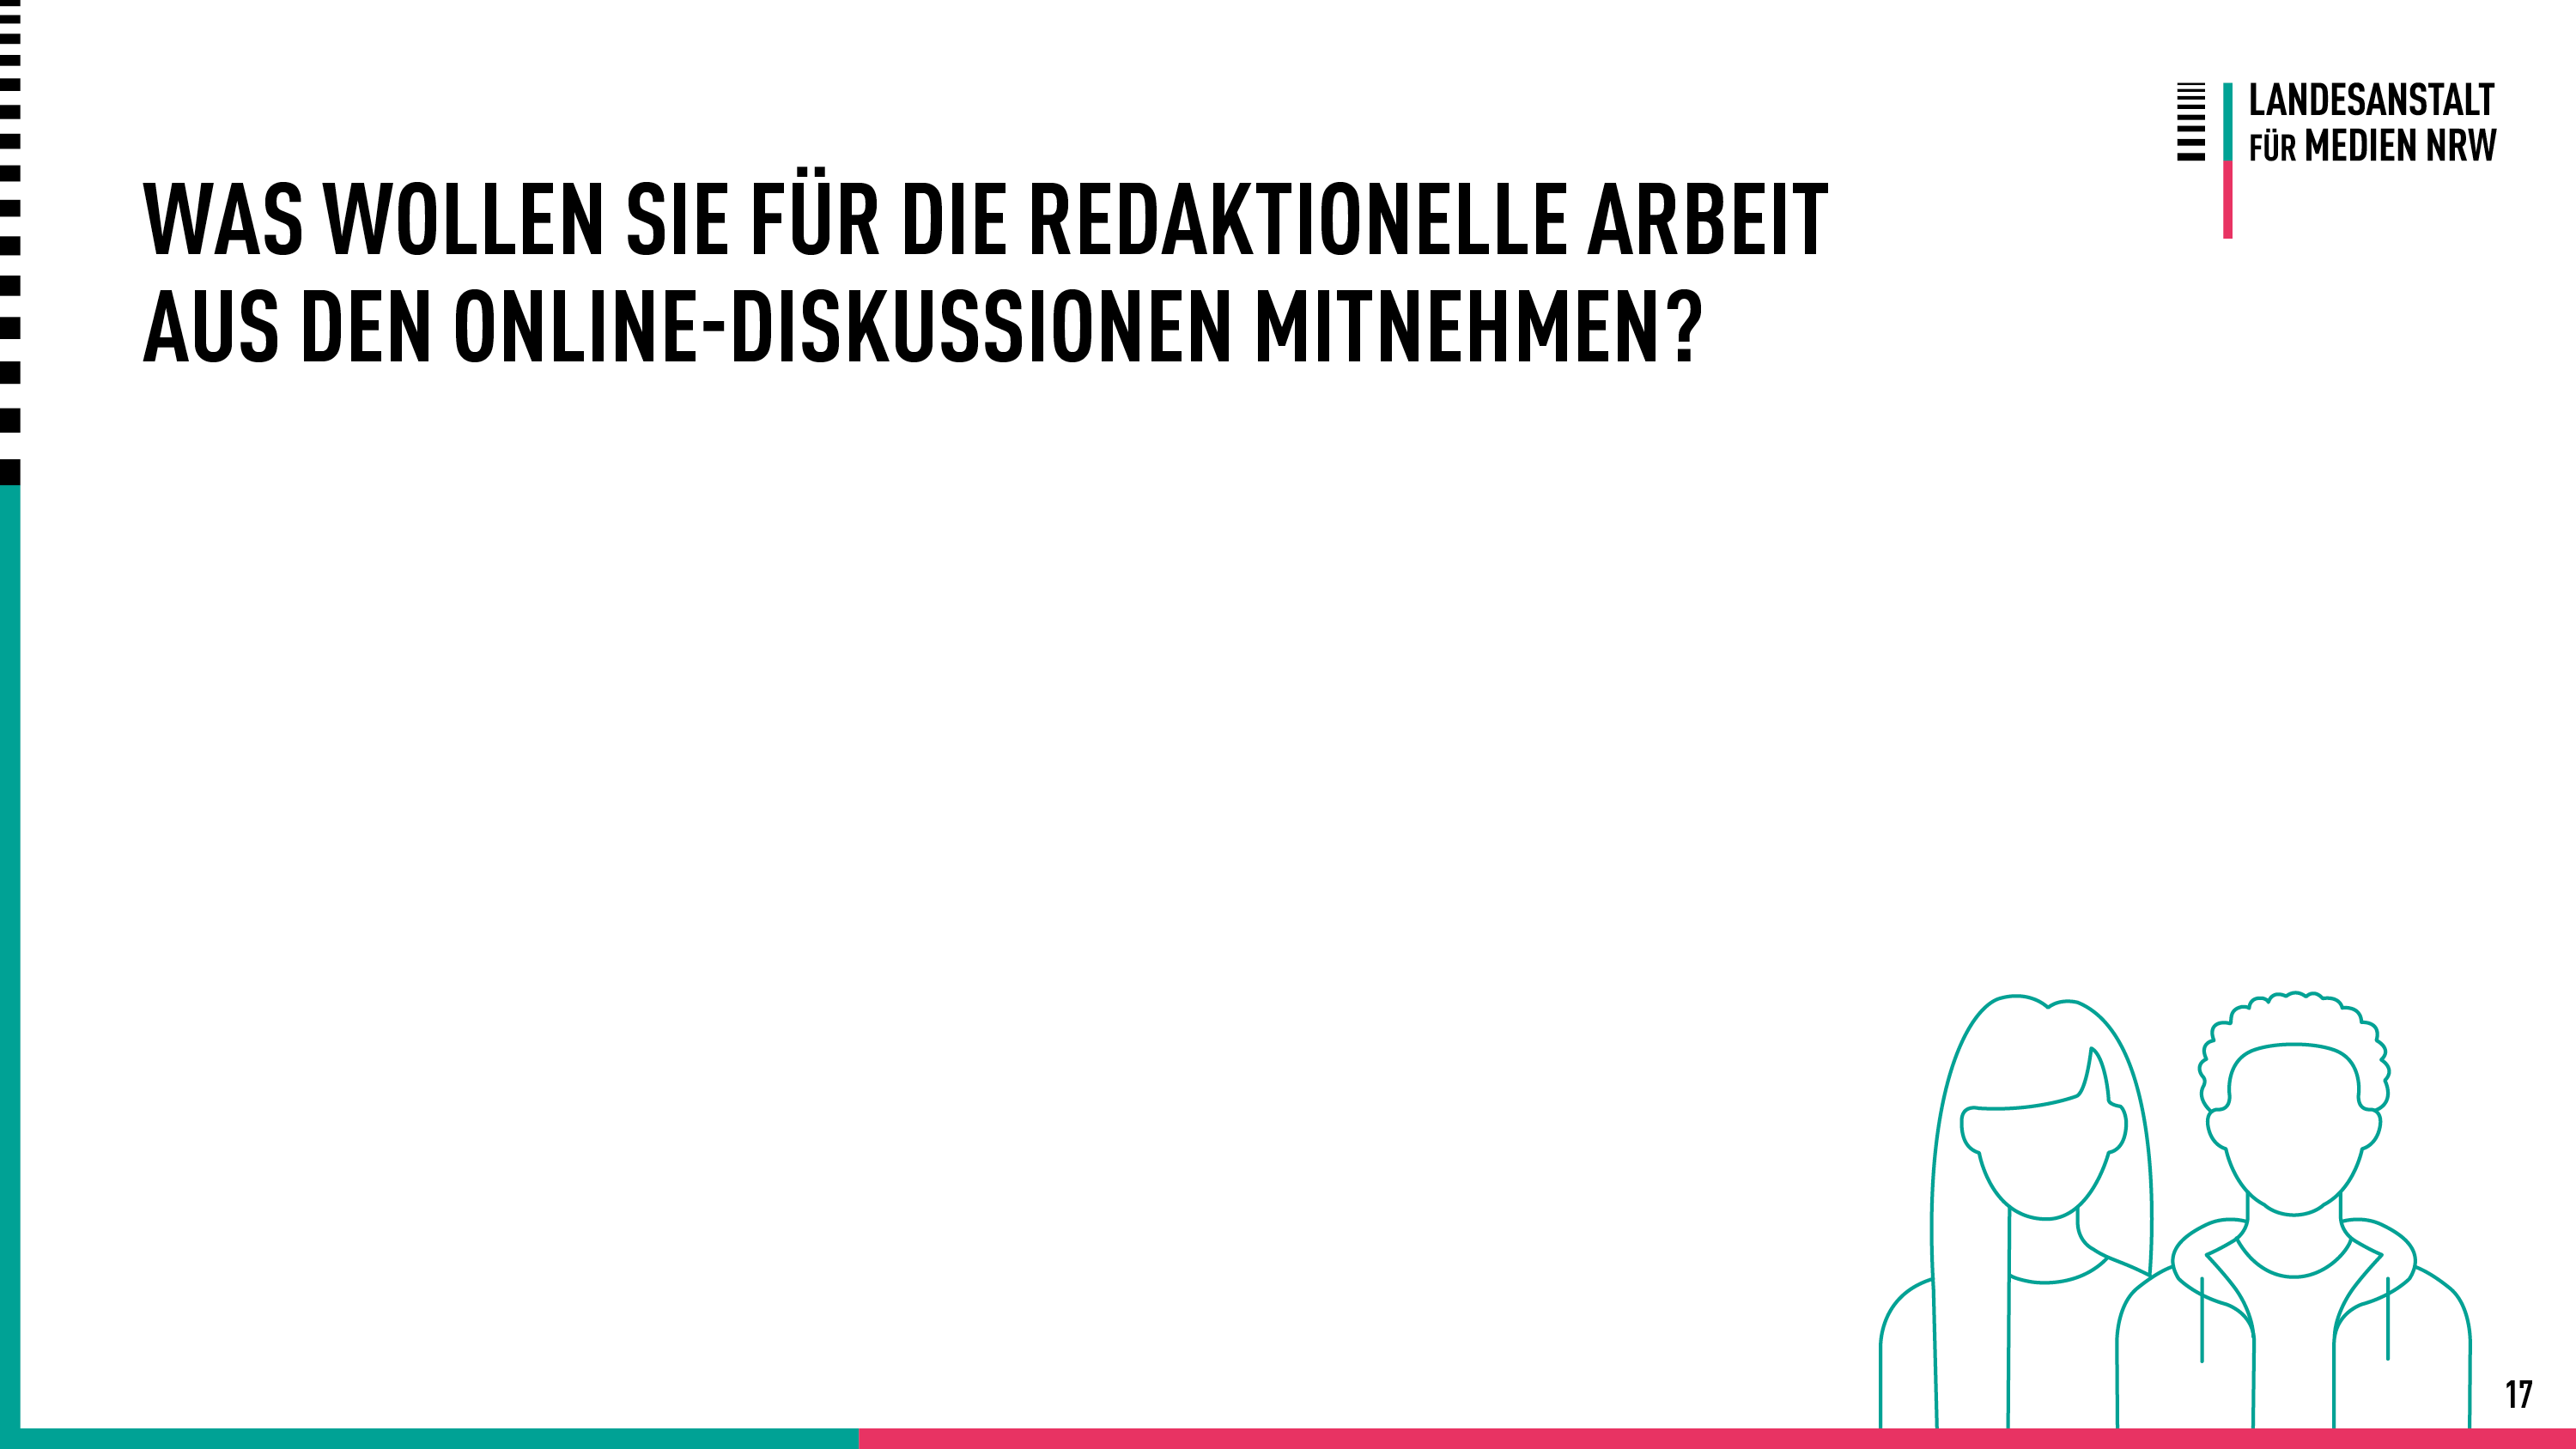 LANDESANSTALT
FÜR MEDIEN NRW
WAS WOLLEN SIE FÜR DIE REDAKTIONELLE ARBEIT
AUS DEN ONLINE-DISKUSSIONEN MITNEHMEN?
17